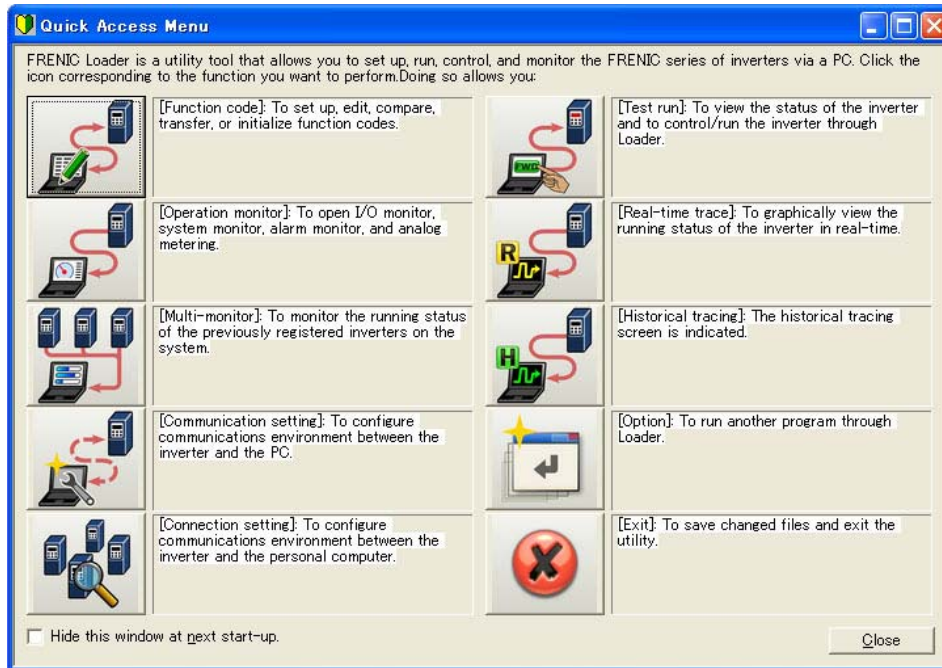 Quick Access Menu
FRENIC Loader is a utility tool that allows you to set up, run, control, and monitor the FRENIC series of inverters via a PC. Click the
icon corresponding to the function you want to perform.Doing so allows you:
[Function code]: To set up, edit, compare,
transfer, or initialize function codes.
[Test run]: To view the status of the inverter
and to control/run the inverter through
Loader.
FWD
[Operation monitor]: To open I/O monitor,
system monitor, alarm monitor, and analog
metering.
[Real-time trace]: To graphically view the
running status of the inverter in real-time.
R
[Multi-monitor]: To monitor the running status
of the previously registered inverters on the
system.
[Historical tracing]: The historical tracing
screen is indicated.
H
[Communication setting]: To configure
communications environment between the
inverter and the PC.
[Option]: To run another program through
Loader.
[Connection setting]: To configure
communications environment between the
inverter and the personal computer.
[Exit]: To save changed files and exit the
utility.
Hide this window at next start-up.
Close